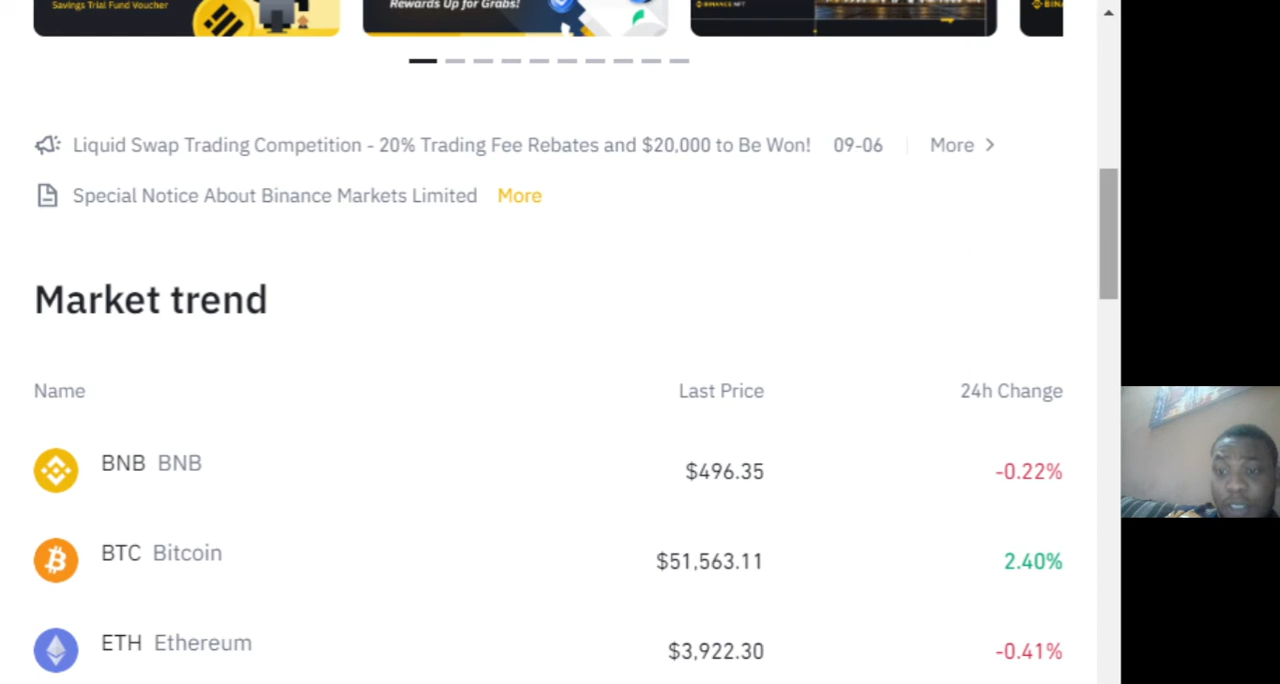 Savings Trial Fund Voucher
Rewards Up for Grabs!
BINANCE NFT
Liquid Swap Trading Competition - 20% Trading Fee Rebates and $20,000 to Be Won! 09-06 More
Special Notice About Binance Markets Limited More
Market trend
Name Last Price 24h Change
BNB BNB $496.35 -0.22%
BTC Bitcoin $51,563.11 2.40%
ETH Ethereum $3,922.30 -0.41%